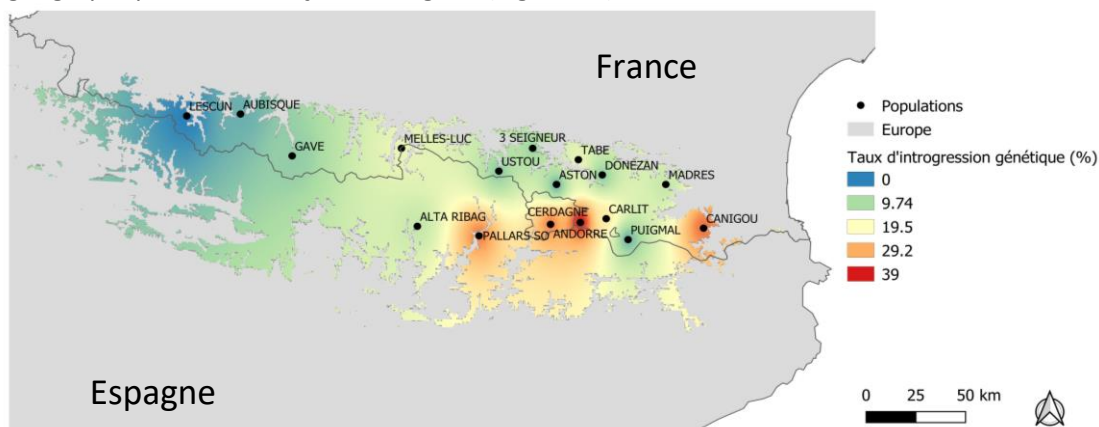 France
LESCUN
AUBISQUE
GAVE
MELLES-LUC
3 SEIGNEUR
USTOU
TABE
DONEZAN
ASTON
MADRES
ALTA RIBAG
CERDAGNE
CARLIT
CANIGOU
PALLARS SO
ANDORRE
PUIGMAL
Espagne
Populations
Europe
Taux d'introgression génétique (%)
0
9.74
19.5
29.2
39
0 25 50 km